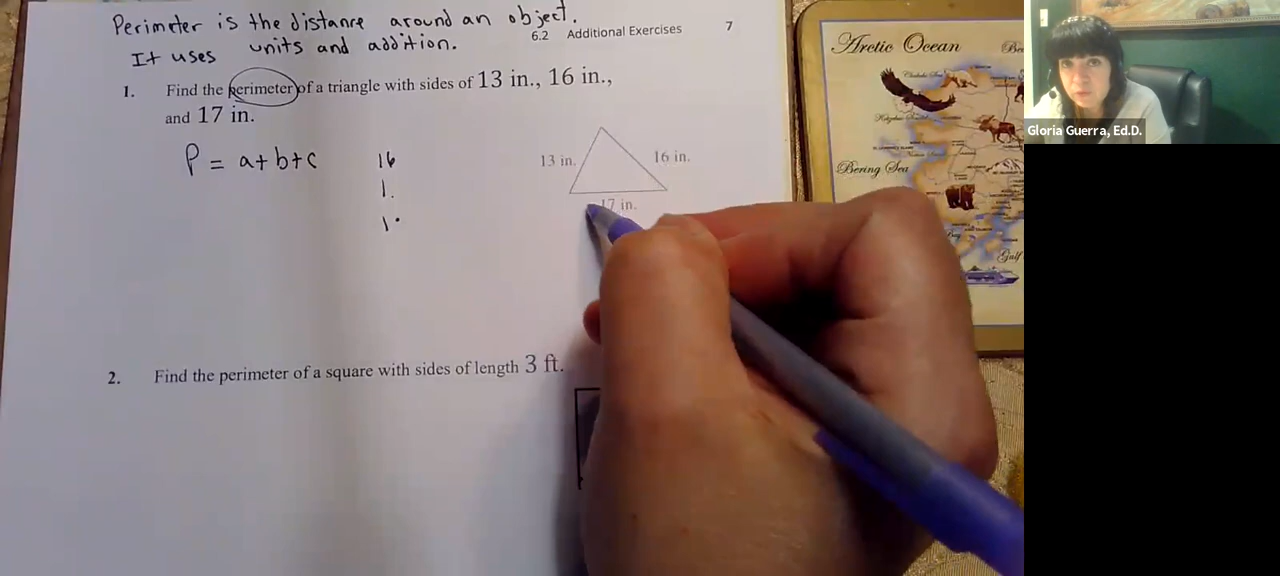 Perimeter is the distance around an object.
It uses units and addition.
6.2 Additional Exercises 7
1. Find the perimeter of a triangle with sides of 13 in., 16 in.,
and 17 in.
P = a+b+c
16
1.
1.
13 in.
16 in.
17 in.
2. Find the perimeter of a square with sides of length 3 ft.
Arctic Ocean
Bering Sea
Gulf
Gloria Guerra, Ed.D.